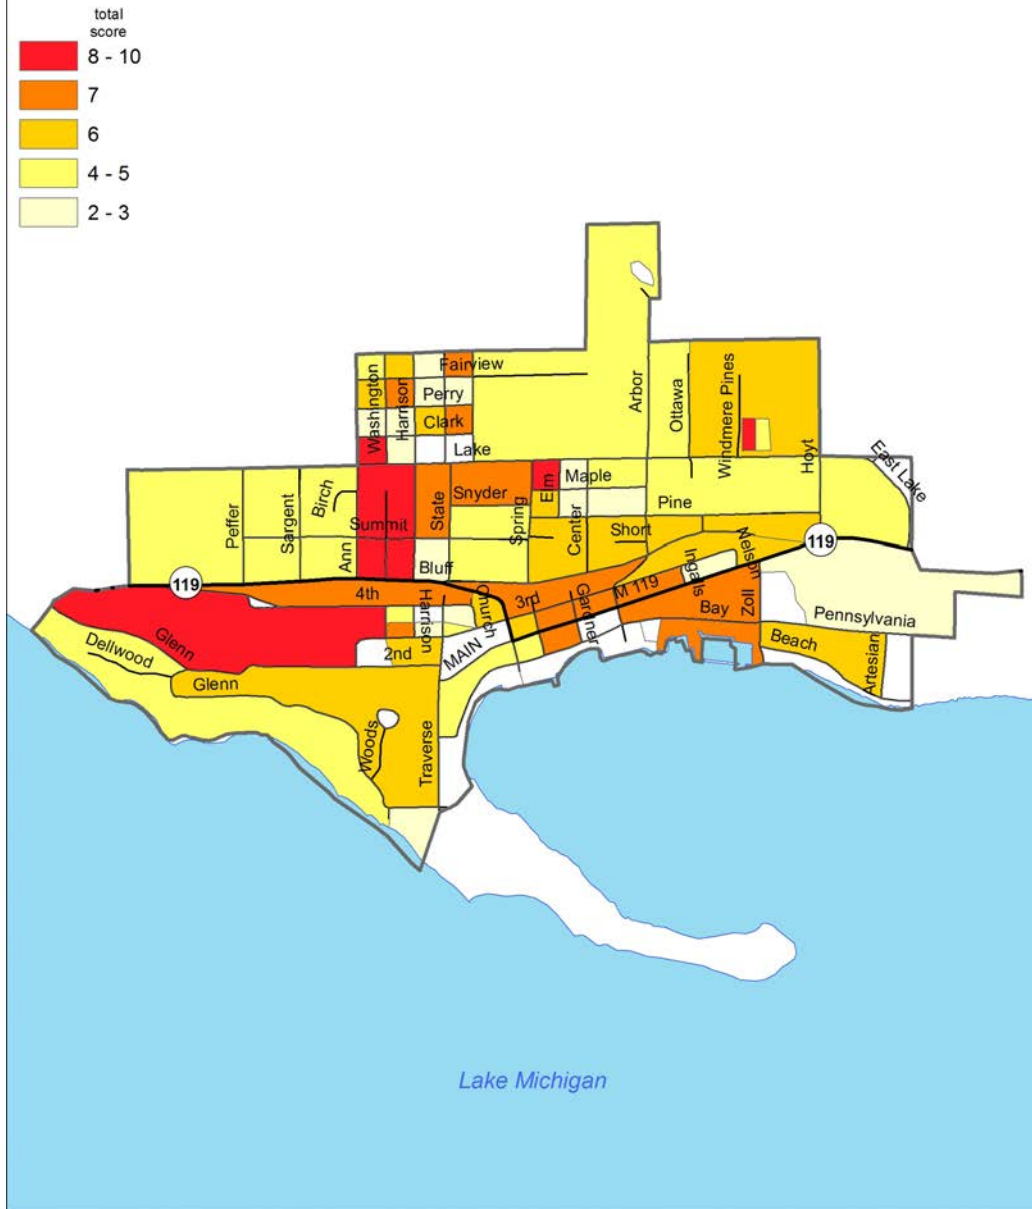 total
score
8 - 10
7
6
4 - 5
2 - 3
Fairview
Washington
Harrison
Perry
Clark
Lake
Arbor
Ottawa
Windmere Pines
Hoyt
East Lake
Peffer
Sargent
Birch
Ann
Summit
State
Snyder
Spring
Elm
Maple
Center
Pine
Short
Nelson
119
Bluff
119
4th
Harrison
Church
3rd
Gardner
M 119
Ingalls
Bay
Zoll
Pennsylvania
Beach
Artesian
Glenn
Dellwood
2nd
MAIN
Glenn
Woods
Traverse
Lake Michigan